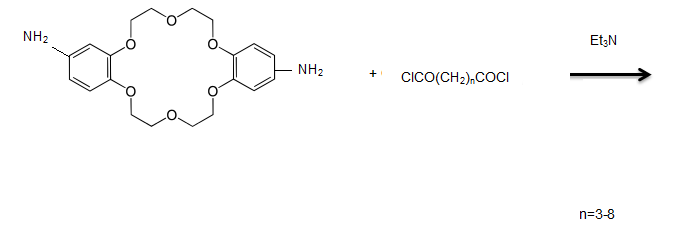 O
NH₂
O
O
Et₃N
NH₂
+
ClCO(CH₂)ₙCOCl
O
O
O
n=3-8